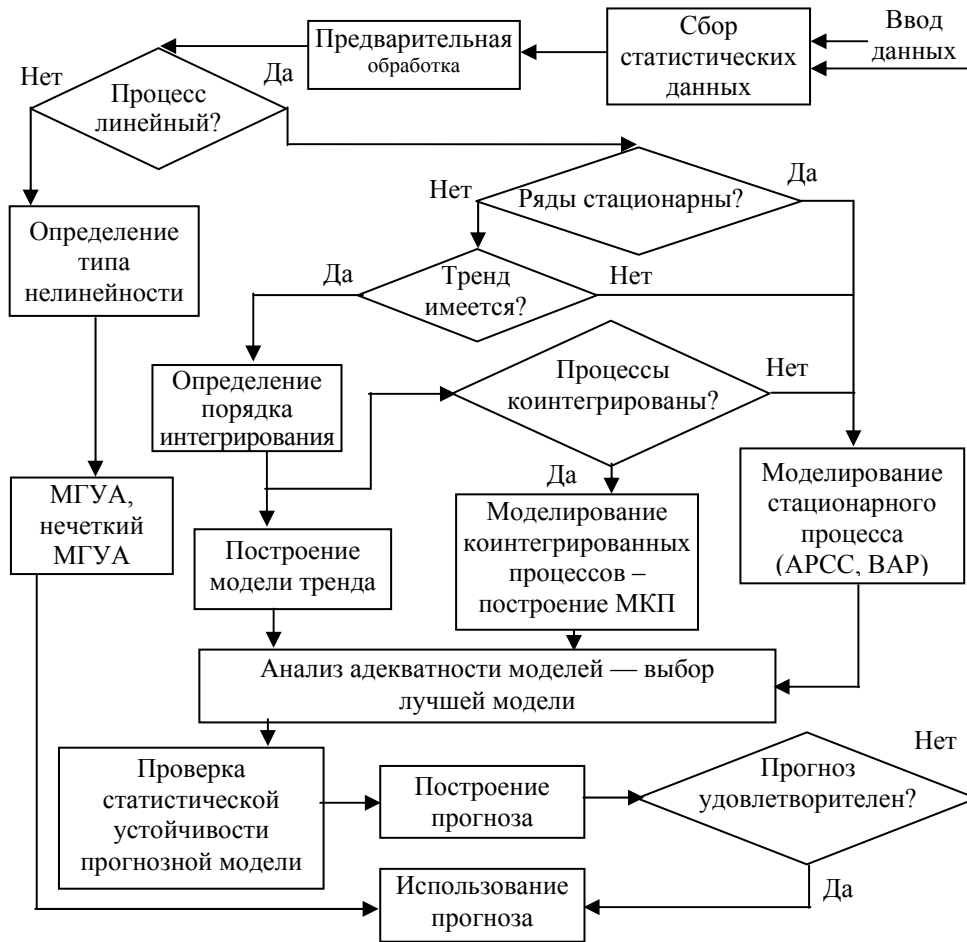 Ввод
данных
Сбор
статистических
данных
Предварительная
обработка
Нет
Да
Процесс
линейный?
Нет
Да
Ряды стационарны?
Определение
типа
нелинейности
Да
Тренд
имеется?
Нет
Определение
порядка
интегрирования
Процессы
коинтегрированы?
Нет
Да
МГУА,
нечеткий
МГУА
Построение
модели тренда
Моделирование
коинтегрированных
процессов –
построение МКП
Моделирование
стационарного
процесса
(АРСС, ВАР)
Анализ адекватности моделей — выбор
лучшей модели
Проверка
статистической
устойчивости
прогнозной модели
Построение
прогноза
Прогноз
удовлетворителен?
Нет
Да
Использование
прогноза